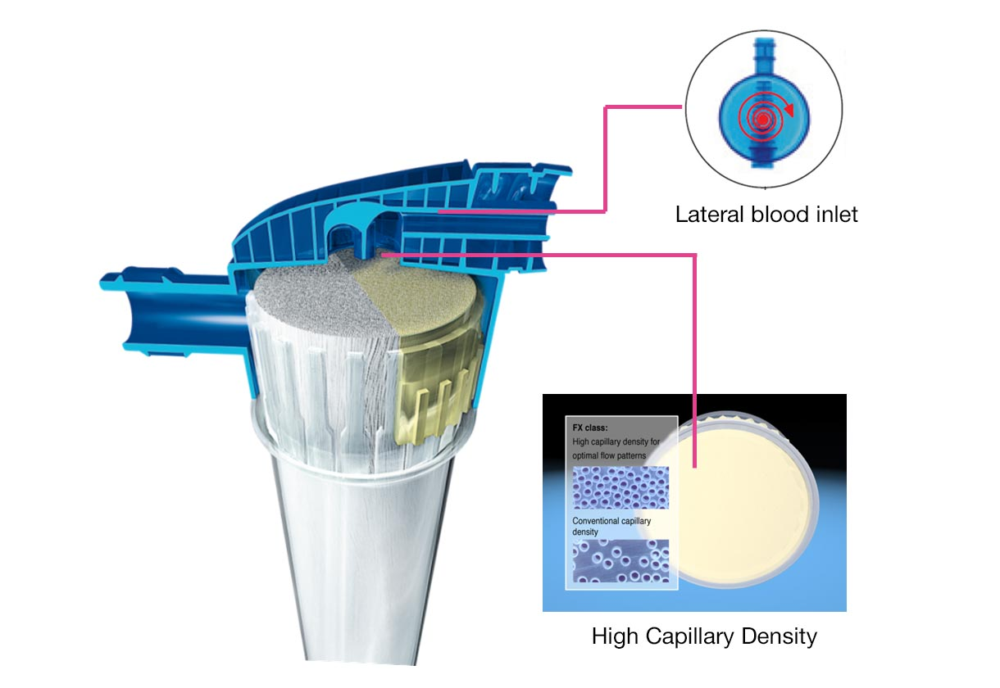 Lateral blood inlet
FX class:
High capillary density for
optimal flow patterns
Conventional capillary
density
High Capillary Density